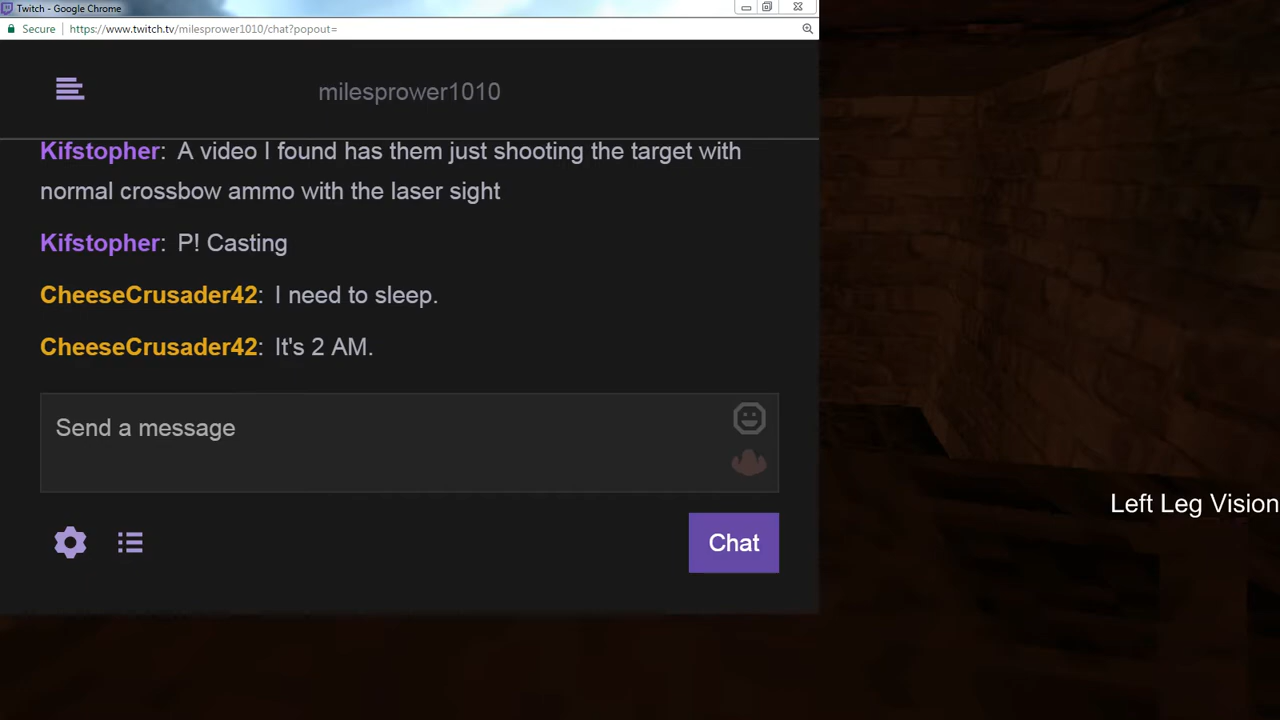 Twitch - Google Chrome
Secure https://www.twitch.tv/milesprower1010/chat?popout=
milesprower1010
Kifstopher: A video I found has them just shooting the target with
normal crossbow ammo with the laser sight
Kifstopher: P! Casting
CheeseCrusader42: I need to sleep.
CheeseCrusader42: It's 2 AM.
Send a message
Left Leg Vision
Chat